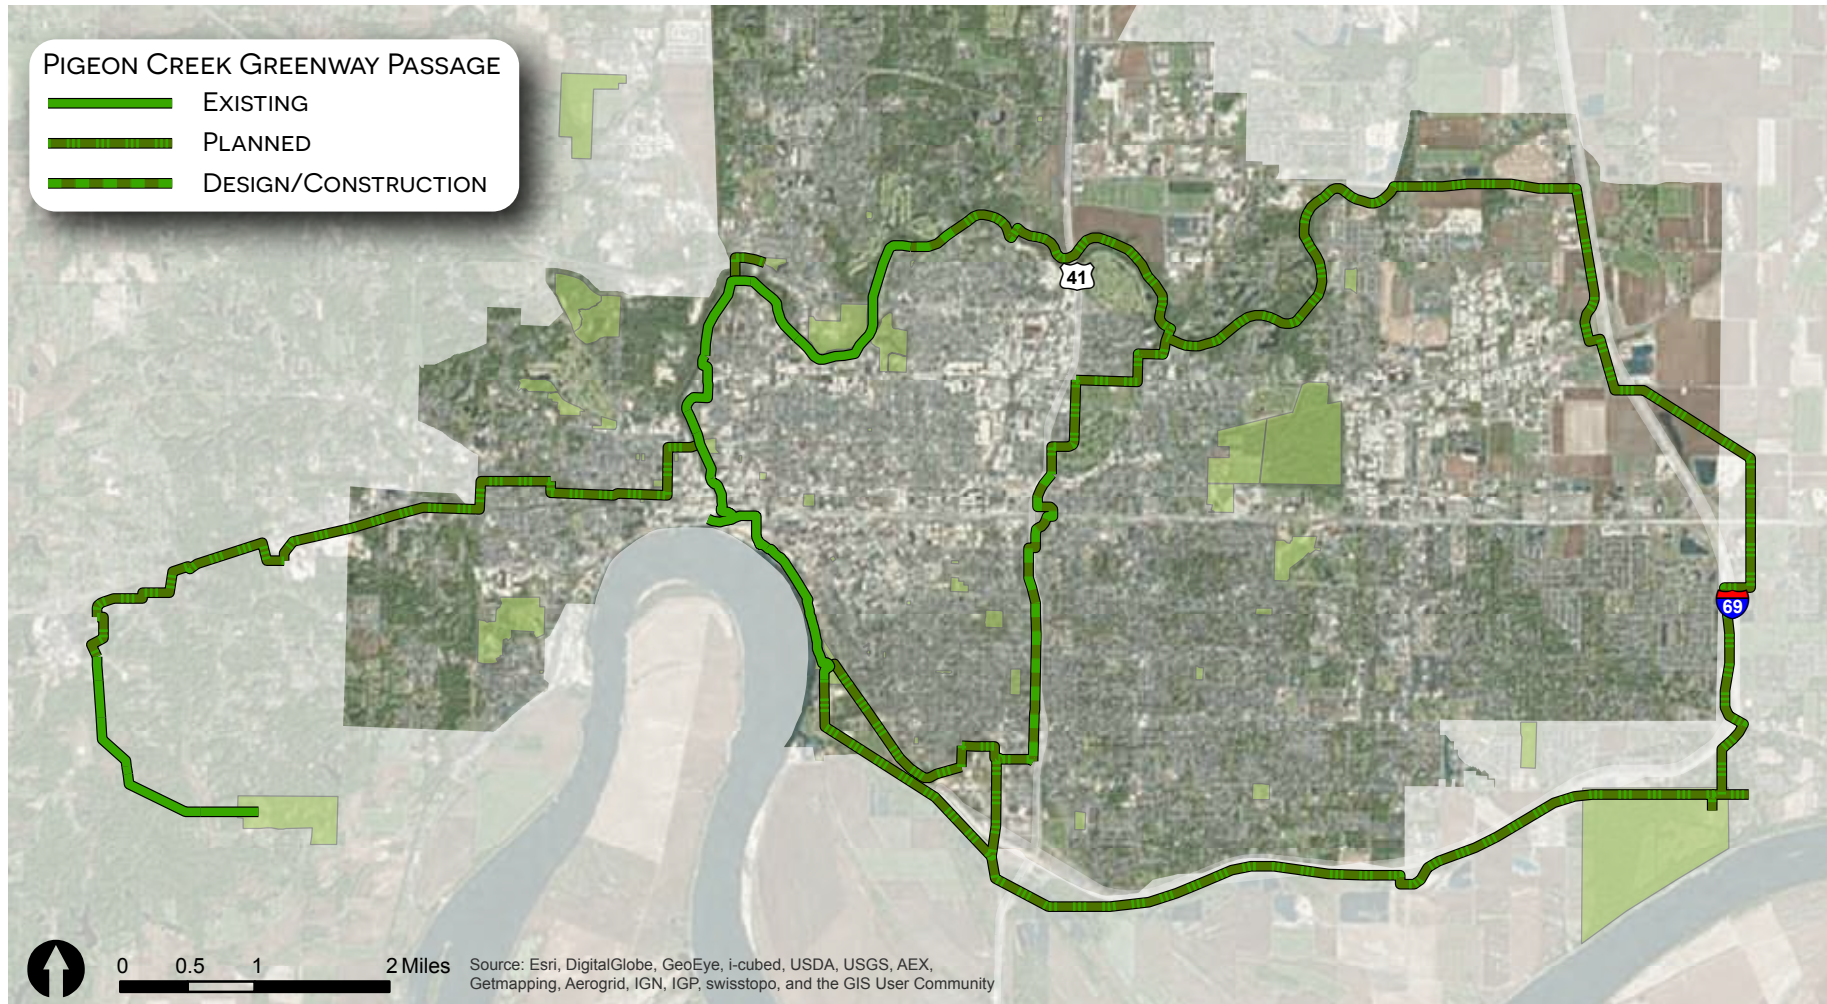 PIGEON CREEK GREENWAY PASSAGE
EXISTING
PLANNED
DESIGN/CONSTRUCTION
41
69
0 0.5 1 2 Miles
Source: Esri, DigitalGlobe, GeoEye, i-cubed, USDA, USGS, AEX,
Getmapping, Aerogrid, IGN, IGP, swisstopo, and the GIS User Community